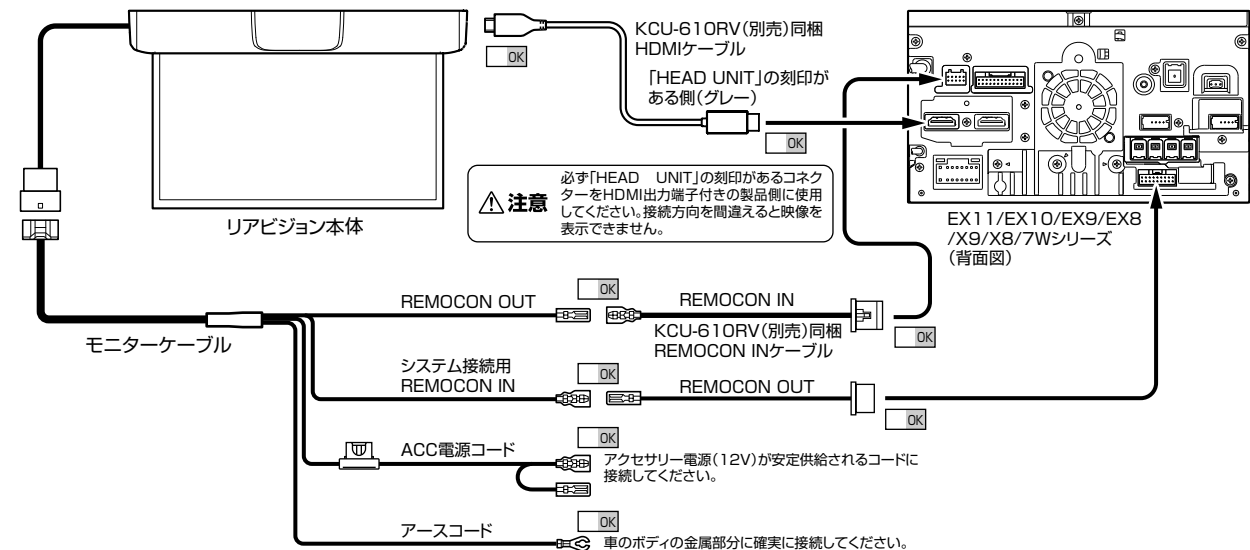 KCU-610RV（別売）同梱
HDMIケーブル
OK
「HEAD UNIT」の刻印が
ある側（グレー）
OK
注意
必ず「HEAD　UNIT」の刻印があるコネク
ターをHDMI出力端子付きの製品側に使用
してください。接続方向を間違えると映像を
表示できません。
リアビジョン本体
EX11/EX10/EX9/EX8
/X9/X8/7Wシリーズ
（背面図）
モニターケーブル
REMOCON OUT
OK
REMOCON IN
KCU-610RV（別売）同梱
REMOCON INケーブル
OK
システム接続用
REMOCON IN
OK
REMOCON OUT
OK
ACC電源コード
OK
アクセサリー電源（12V）が安定供給されるコードに
接続してください。
アースコード
OK
車のボディの金属部分に確実に接続してください。